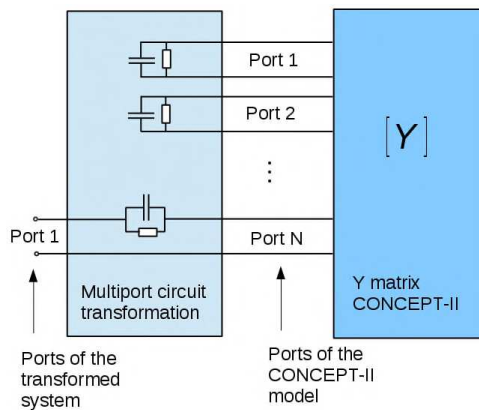 Port 1
Port 2
[Y]
Port 1
Port N
Multiport circuit
transformation
Y matrix
CONCEPT-II
Ports of the
transformed
system
Ports of the
CONCEPT-II
model